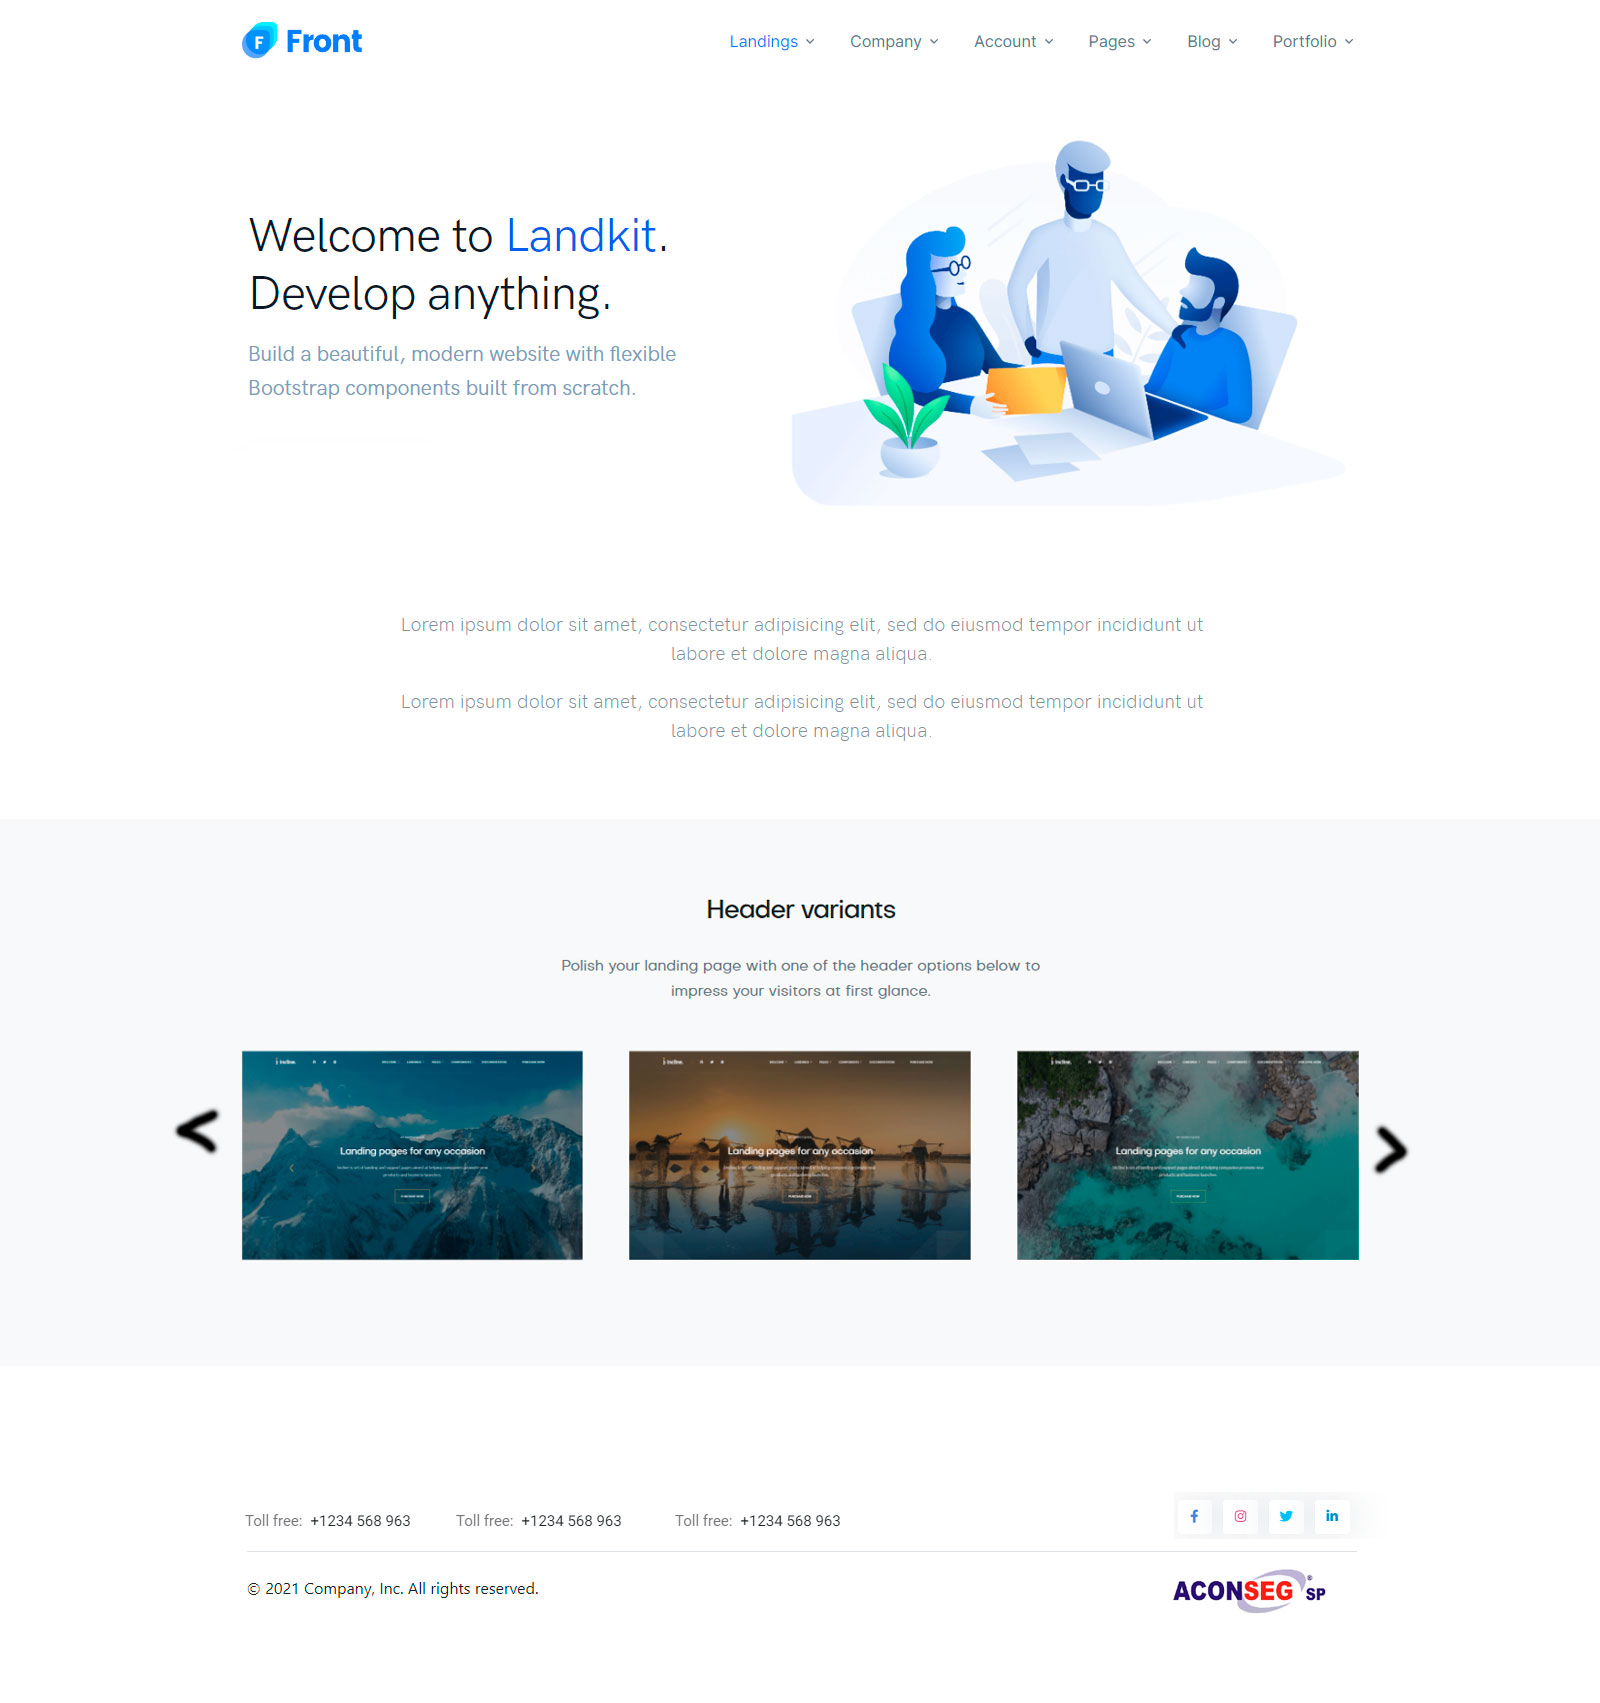 F Front
Landings Company Account Pages Blog Portfolio
Welcome to Landkit.
Develop anything.
Build a beautiful, modern website with flexible
Bootstrap components built from scratch.
Lorem ipsum dolor sit amet, consectetur adipisicing elit, sed do eiusmod tempor incididunt ut
labore et dolore magna aliqua.
Lorem ipsum dolor sit amet, consectetur adipisicing elit, sed do eiusmod tempor incididunt ut
labore et dolore magna aliqua.
Header variants
Polish your landing page with one of the header options below to
impress your visitors at first glance.
Landing pages for any occasion
PURCHASE NOW
Landing pages for any occasion
PURCHASE NOW
Landing pages for any occasion
PURCHASE NOW
Toll free: +1234 568 963 Toll free: +1234 568 963 Toll free: +1234 568 963
© 2021 Company, Inc. All rights reserved.
ACONSEG® SP